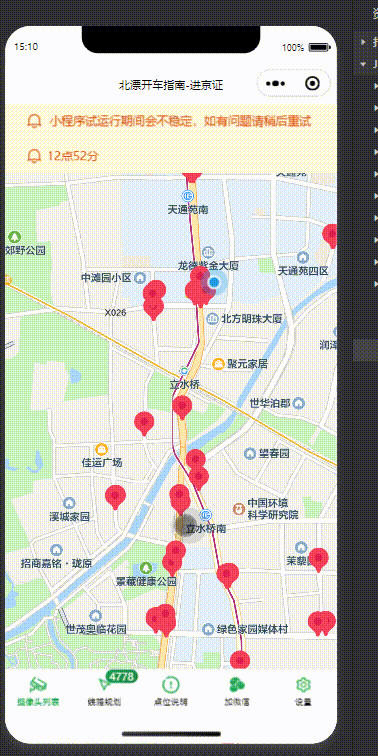 15:10
100%
北漂开车指南-进京证
小程序试运行期间会不稳定，如有问题请稍后重试
12点52分
天通苑南
郊野公园
龙德紫金大厦
天通苑四区
中滩园小区
X026
北方明珠大厦
润泽
立水桥
聚元家居
世华泊郡
佳运广场
望春园
溪城家园
中国环境
科学研究院
立水桥南
招商嘉铭·珑原
茉藜
景藏健康公园
世茂奥临花园
绿色家园媒体村
4778
摄像头列表
点位说明
加微信
设置